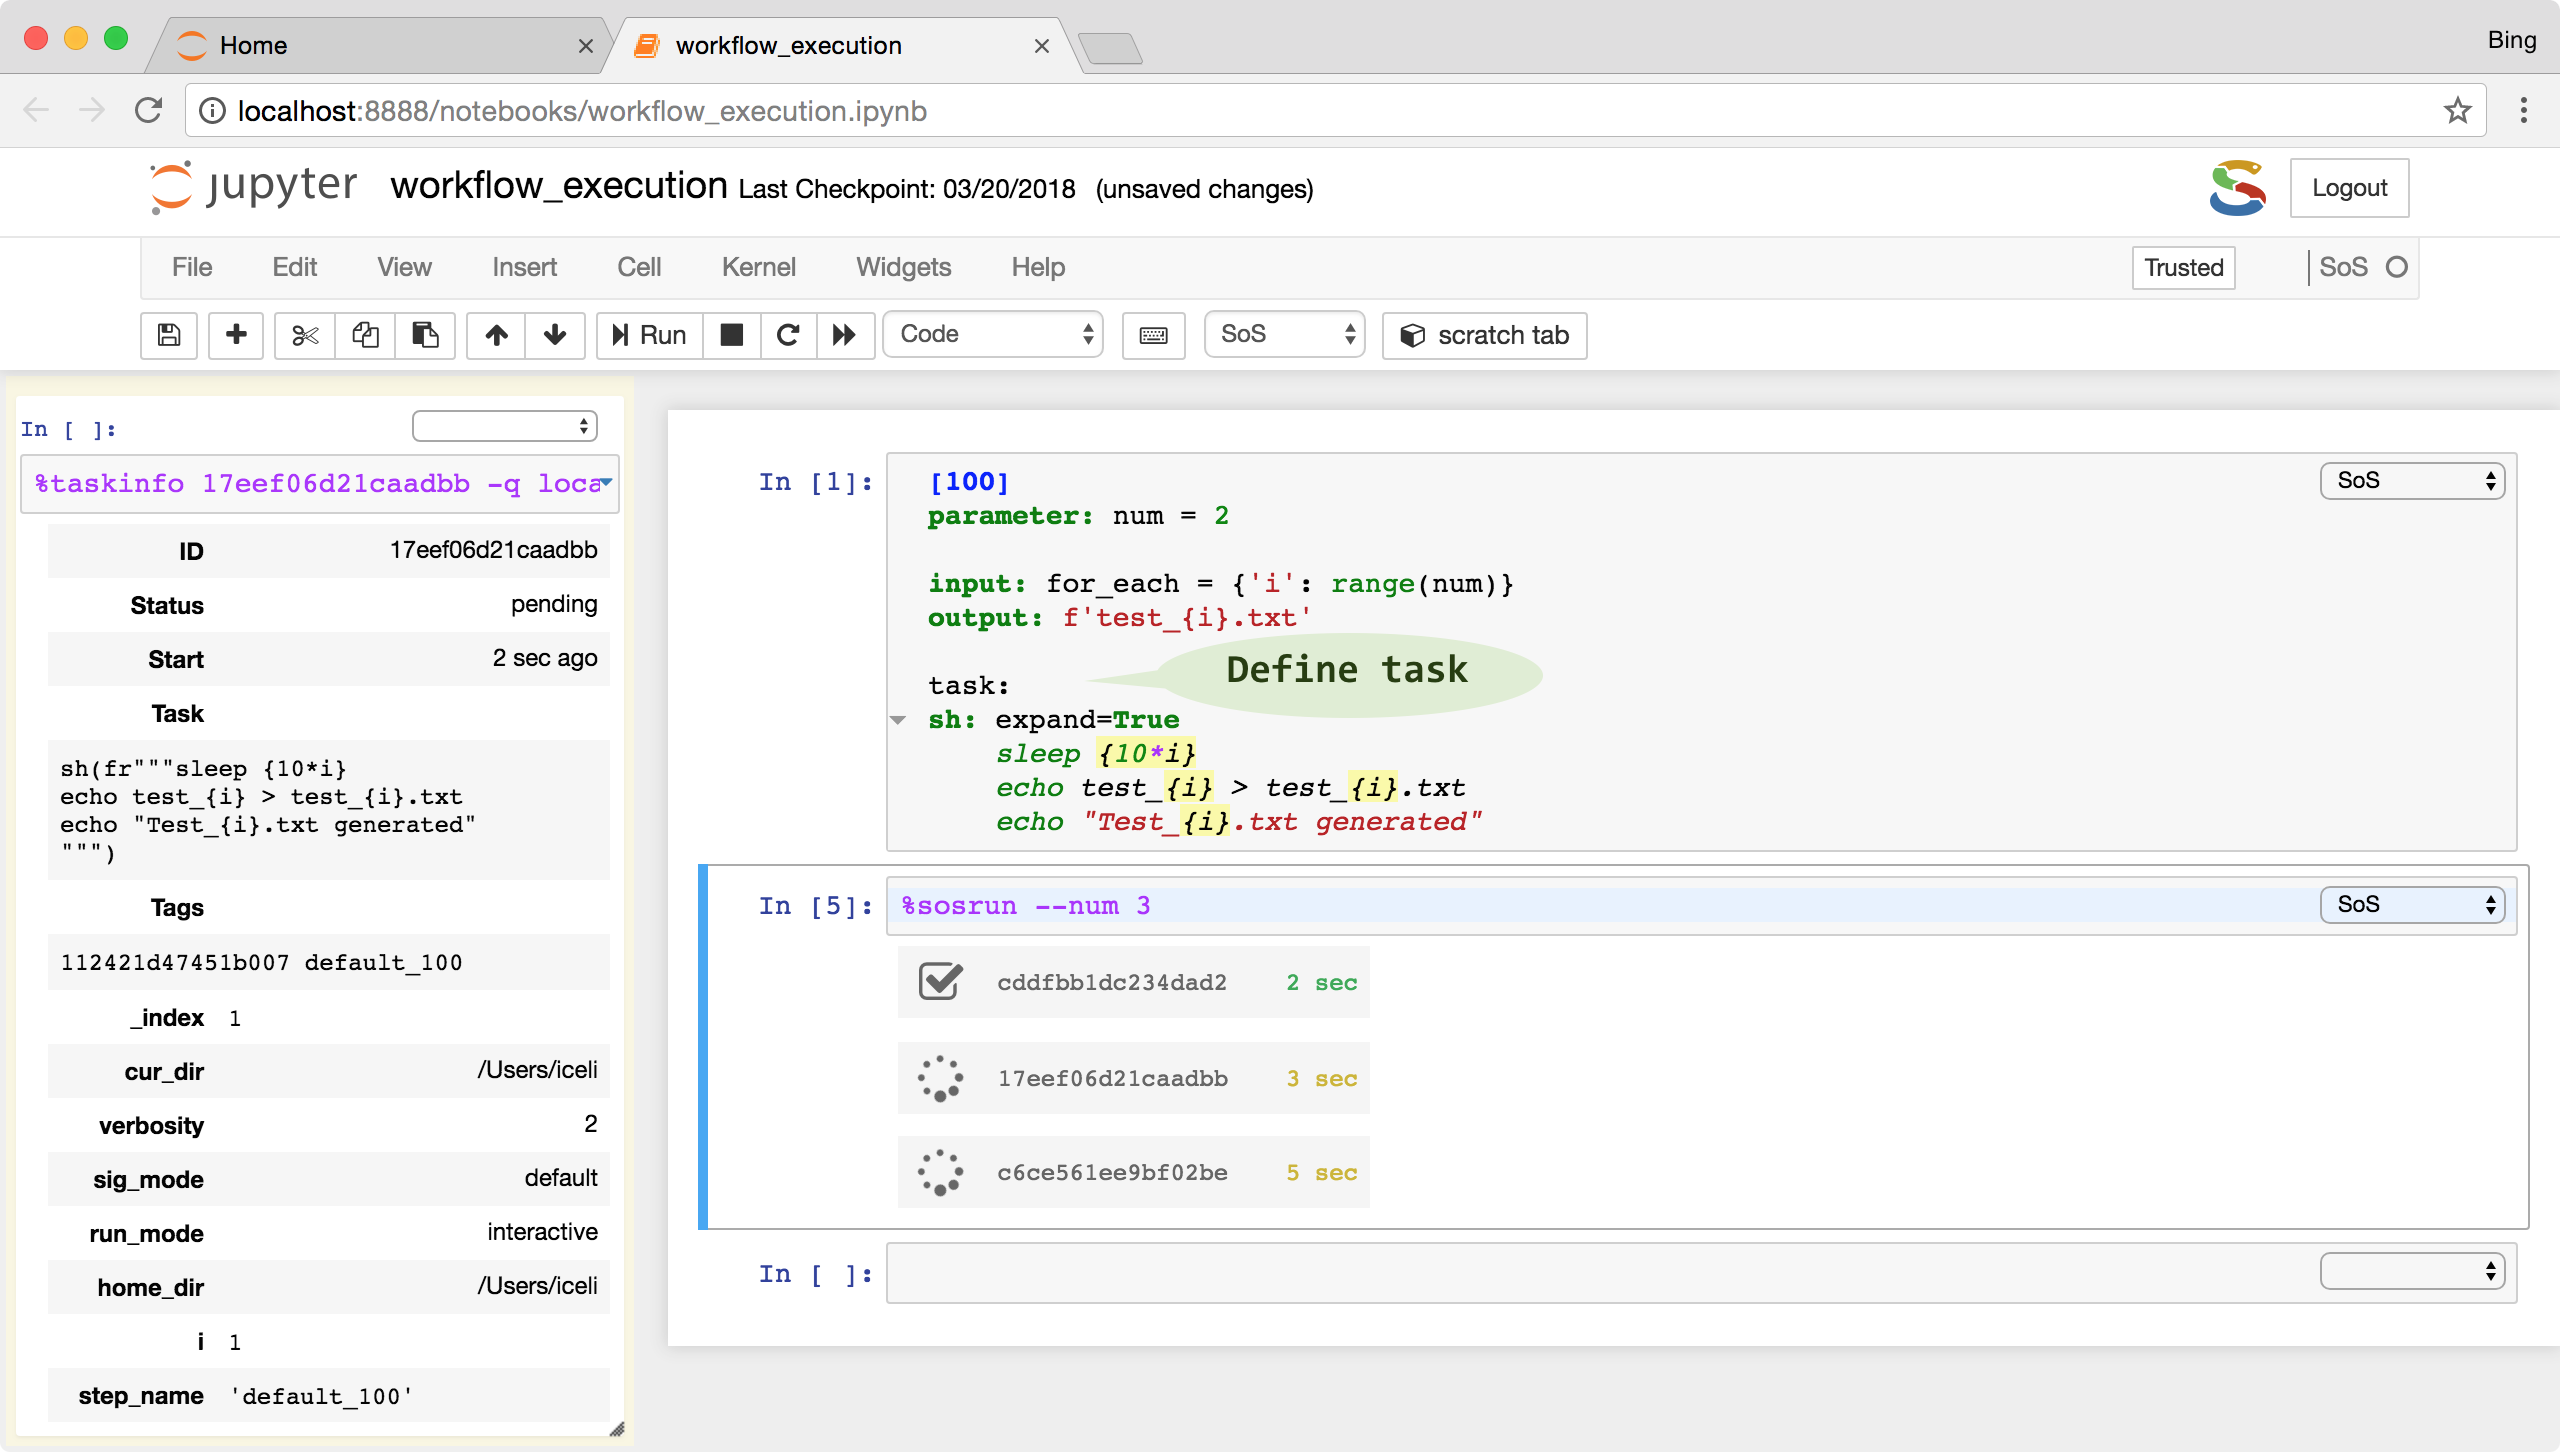 Home
workflow_execution
Bing
localhost:8888/notebooks/workflow_execution.ipynb
jupyter workflow_execution Last Checkpoint: 03/20/2018 (unsaved changes)
Logout
File Edit View Insert Cell Kernel Widgets Help
Trusted
SoS
Run
Code
SoS
scratch tab
In [ ]:
%taskinfo 17eef06d21caadbb -q loca
ID 17eef06d21caadbb
Status pending
Start 2 sec ago
Task
sh(fr"""sleep {10*i}
echo test_{i} > test_{i}.txt
echo "Test_{i}.txt generated"
""")
Tags
112421d47451b007 default_100
_index 1
cur_dir /Users/iceli
verbosity 2
sig_mode default
run_mode interactive
home_dir /Users/iceli
i 1
step_name 'default_100'
In [1]:
[100]
SoS
parameter: num = 2
input: for_each = {'i': range(num)}
output: f'test_{i}.txt'
Define task
task:
sh: expand=True
sleep {10*i}
echo test_{i} > test_{i}.txt
echo "Test_{i}.txt generated"
In [5]:
%sosrun --num 3
SoS
cddfbb1dc234dad2 2 sec
17eef06d21caadbb 3 sec
c6ce561ee9bf02be 5 sec
In [ ]: